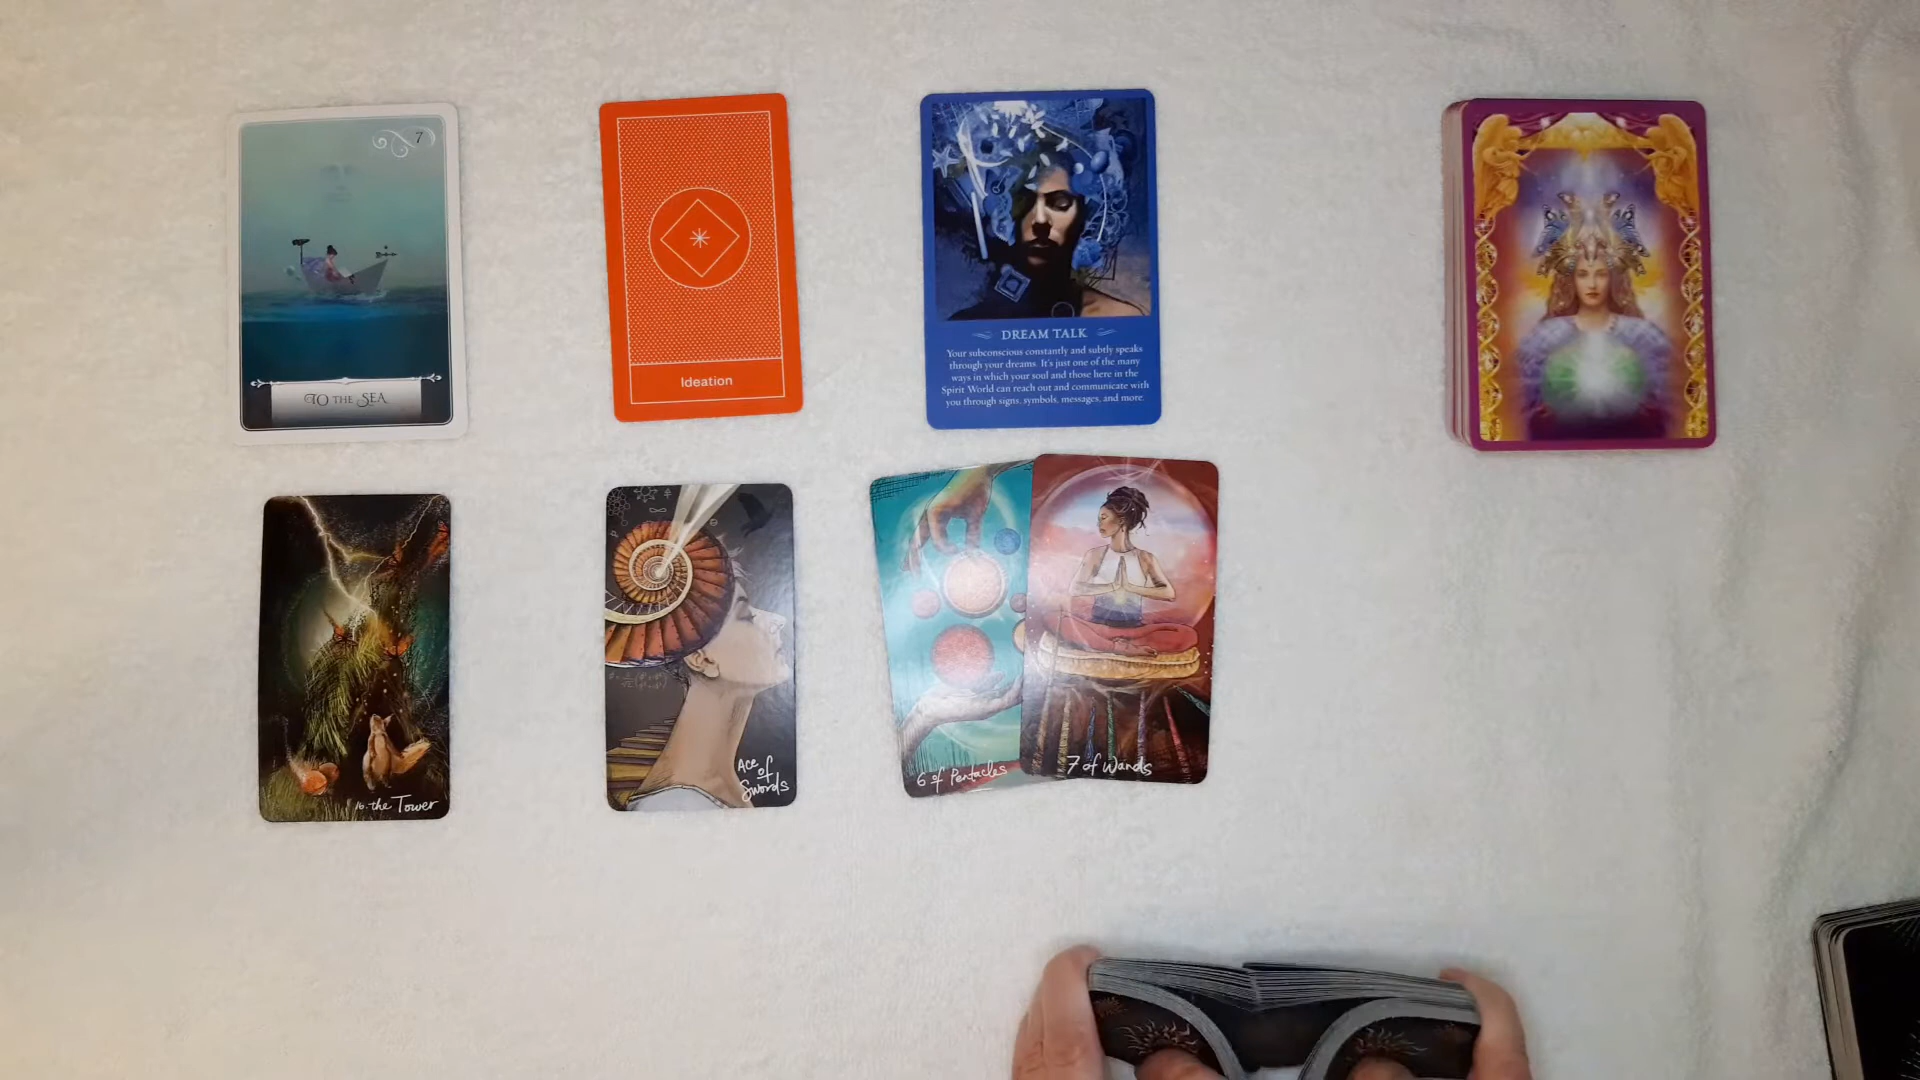 7
TO THE SEA
Ideation
DREAM TALK
Your subconscious constantly and subtly speaks
through your dreams. It's just one of the many
ways in which your soul and those here in the
Spirit World can reach out and communicate with
you through signs, symbols, messages, and more.
16. the Tower
Ace
of
Swords
6 of Pentacles
7 of Wands